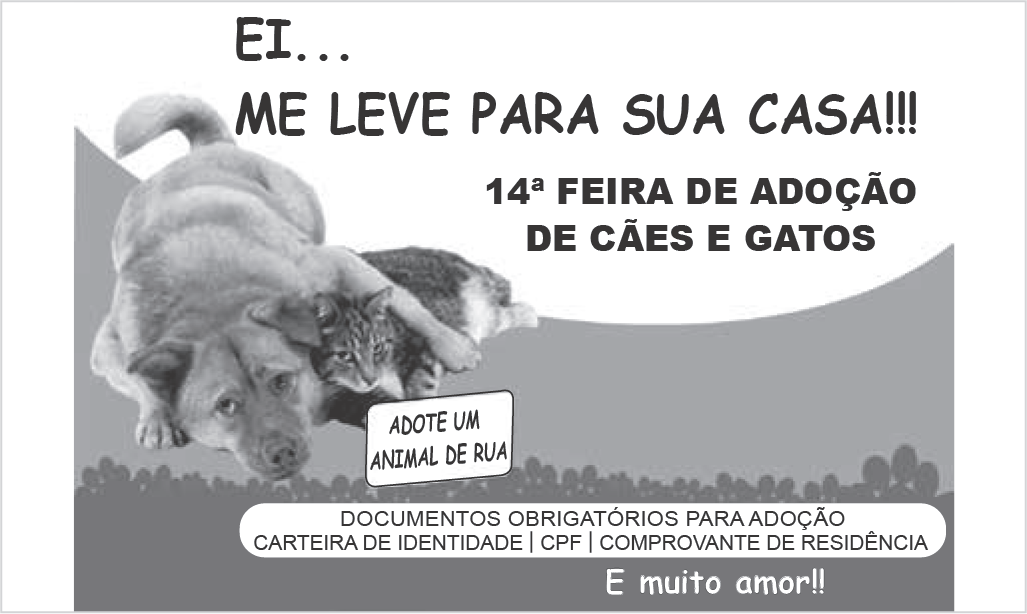 EI...
ME LEVE PARA SUA CASA!!!
14ª FEIRA DE ADOÇÃO
DE CÃES E GATOS
ADOTE UM
ANIMAL DE RUA
DOCUMENTOS OBRIGATÓRIOS PARA ADOÇÃO
CARTEIRA DE IDENTIDADE | CPF | COMPROVANTE DE RESIDÊNCIA
E muito amor!!